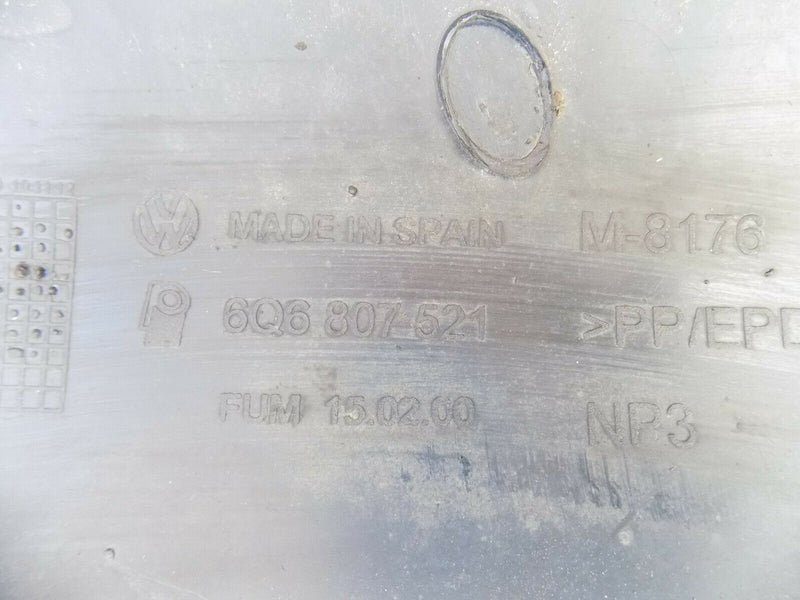 MADE IN SPAIN M-8176
6Q6 807 521 >PP/EPD
FUM 15.02.00 NP3